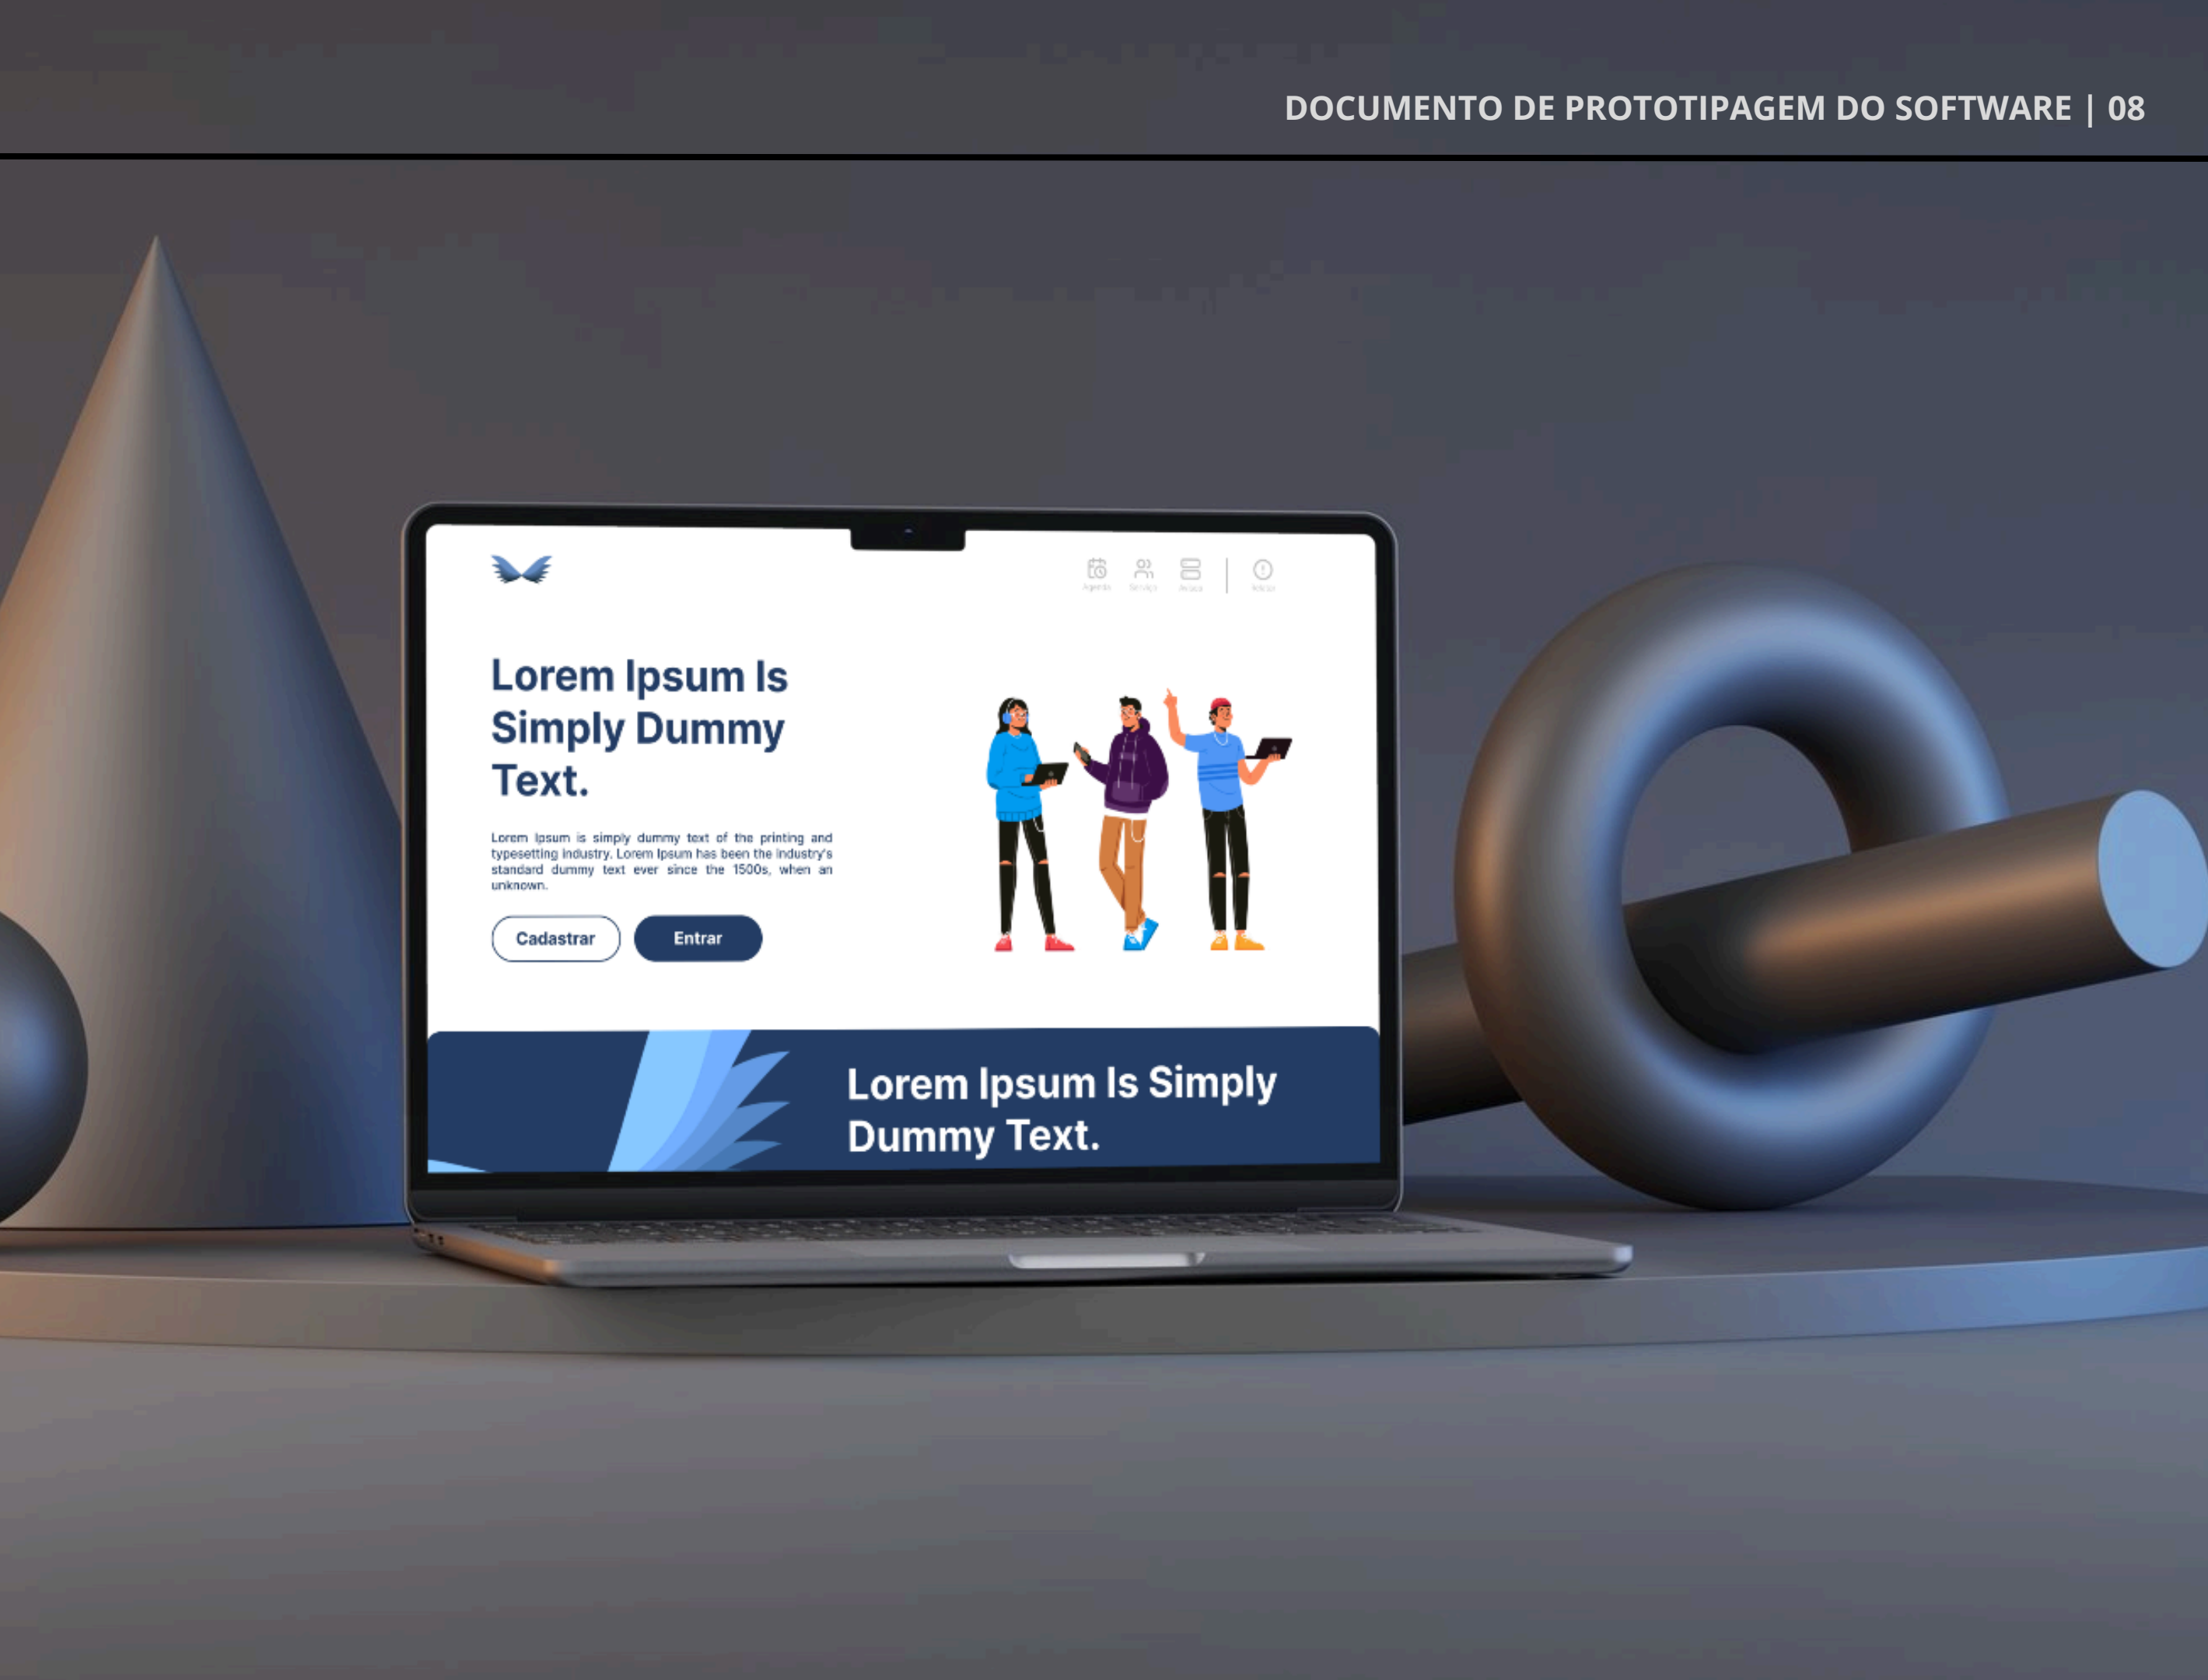 DOCUMENTO DE PROTOTIPAGEM DO SOFTWARE | 08
Agenda
Serviço
Lorem Ipsum Is
Simply Dummy
Text.
Lorem Ipsum is simply dummy text of the printing and
typesetting industry. Lorem Ipsum has been the industry's
standard dummy text ever since the 1500s, when an
unknown.
Cadastrar
Entrar
Lorem Ipsum Is Simply
Dummy Text.